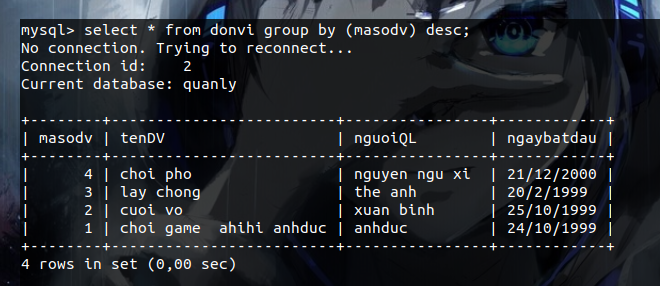 mysql> select * from donvi group by (masodv) desc;
No connection. Trying to reconnect...
Connection id:    2
Current database: quanly
+--------+------------------------+----------------+------------+
| masodv | tenDV                  | nguoiQL        | ngaybatdau |
+--------+------------------------+----------------+------------+
|      4 | choi pho               | nguyen ngu xi  | 21/12/2000 |
|      3 | lay chong              | the anh        | 20/2/1999  |
|      2 | cuoi vo                | xuan binh      | 25/10/1999 |
|      1 | choi game  ahihi anhduc | anhduc         | 24/10/1999 |
+--------+------------------------+----------------+------------+
4 rows in set (0,00 sec)